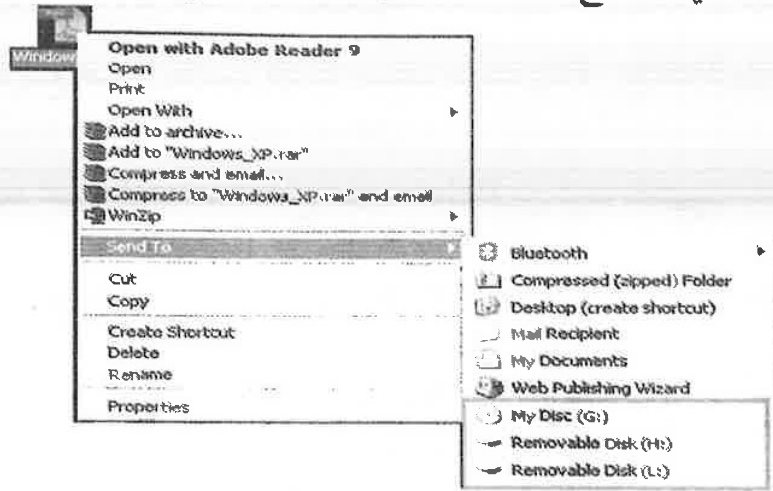 Window
Open with Adobe Reader 9
Open
Print
Open With
Add to archive...
Add to "Windows_XP.rar"
Compress and email...
Compress to "Windows_XP.rar" and email
WinZip
Send To
Cut
Copy
Create Shortcut
Delete
Rename
Properties
Bluetooth
Compressed (zipped) Folder
Desktop (create shortcut)
Mail Recipient
My Documents
Web Publishing Wizard
My Disc (G:)
Removable Disk (H:)
Removable Disk (L:)